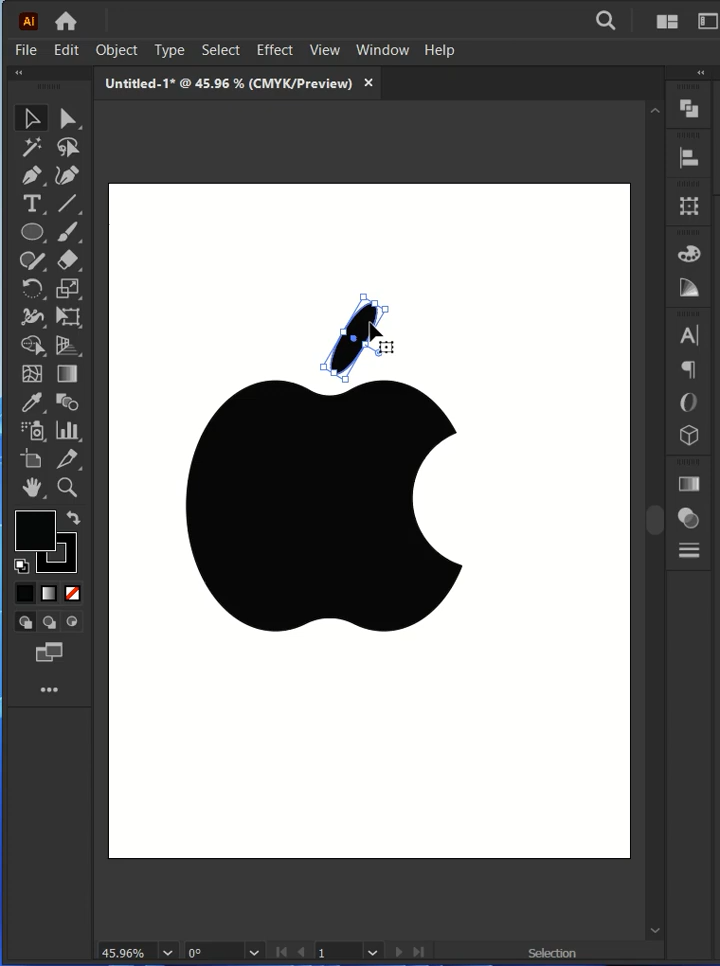 Ai
File Edit Object Type Select Effect View Window Help
Untitled-1* @ 45.96 % (CMYK/Preview) ×
45.96% 0° 1 Selection